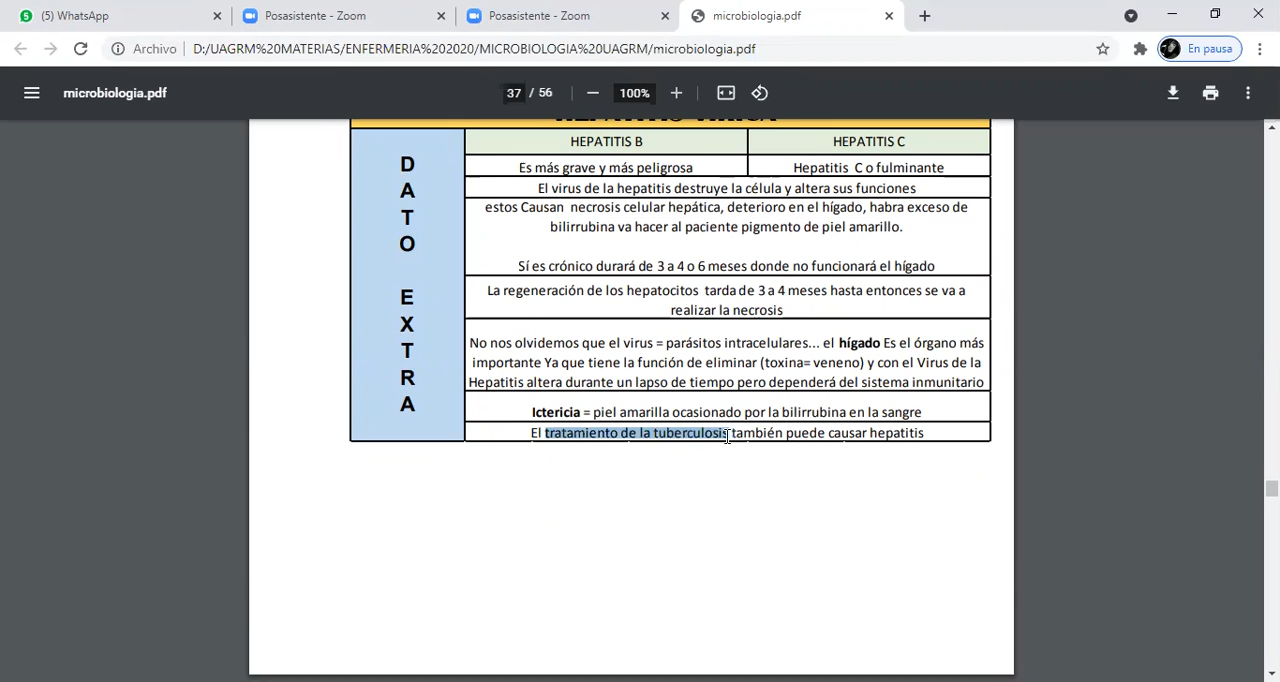 (5) WhatsApp
Posasistente - Zoom
Posasistente - Zoom
microbiologia.pdf
Archivo
D:/UAGRM%20MATERIAS/ENFERMERIA%202020/MICROBIOLOGIA%20UAGRM/microbiologia.pdf
En pausa
microbiologia.pdf
37 / 56
100%
HEPATITIS B
HEPATITIS C
DATO EXTRA
Es más grave y más peligrosa
Hepatitis C o fulminante
El virus de la hepatitis destruye la célula y altera sus funciones
estos Causan necrosis celular hepática, deterioro en el hígado, habra exceso de
bilirrubina va hacer al paciente pigmento de piel amarillo.
Sí es crónico durará de 3 a 4 o 6 meses donde no funcionará el hígado
La regeneración de los hepatocitos tarda de 3 a 4 meses hasta entonces se va a
realizar la necrosis
No nos olvidemos que el virus = parásitos intracelulares... el hígado Es el órgano más
importante Ya que tiene la función de eliminar (toxina= veneno) y con el Virus de la
Hepatitis altera durante un lapso de tiempo pero dependerá del sistema inmunitario
Ictericia = piel amarilla ocasionado por la bilirrubina en la sangre
El tratamiento de la tuberculosis también puede causar hepatitis